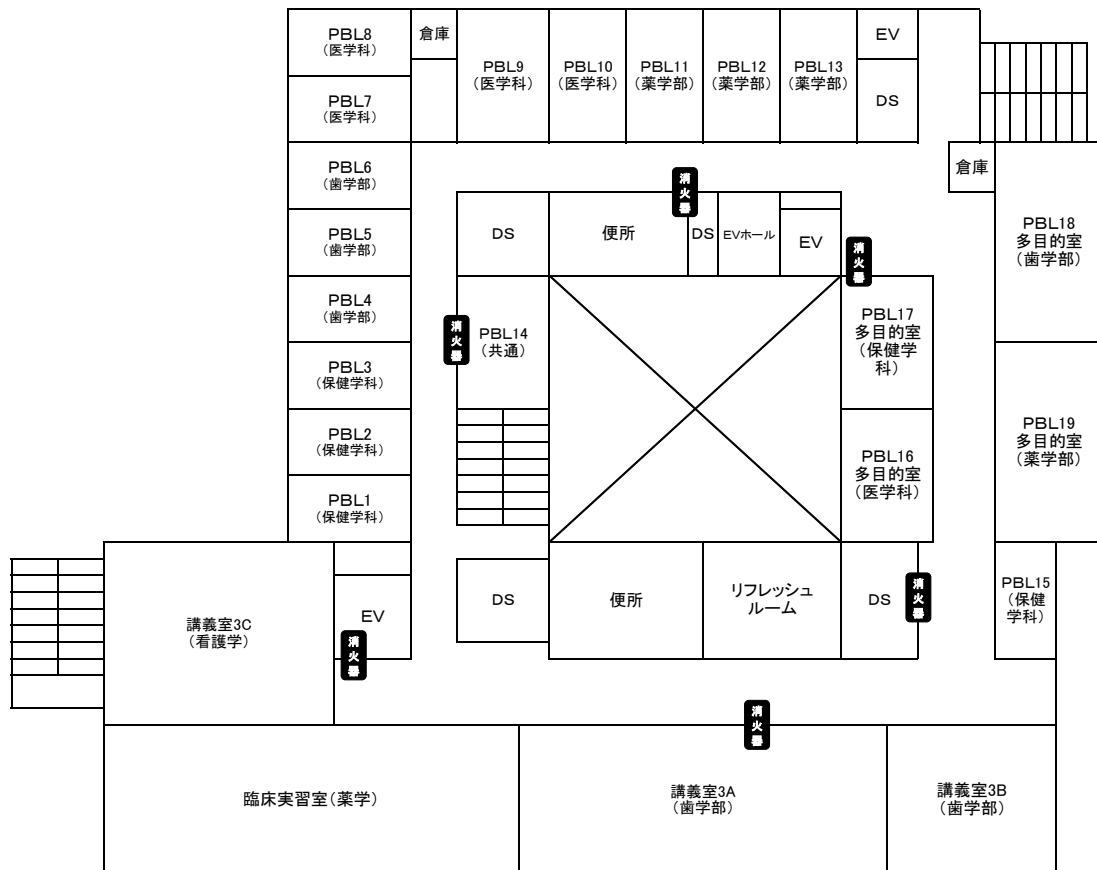 PBL8
(医学科)
倉庫
PBL9
(医学科)
PBL10
(医学科)
PBL11
(薬学部)
PBL12
(薬学部)
PBL13
(薬学部)
EV
DS
PBL7
(医学科)
PBL6
(歯学部)
倉庫
消火器
PBL18
多目的室
(歯学部)
DS
便所
DS
EVホール
EV
PBL5
(歯学部)
消火器
PBL4
(歯学部)
消火器
PBL14
(共通)
PBL17
多目的室
(保健学
科)
PBL3
(保健学科)
PBL2
(保健学科)
PBL19
多目的室
(薬学部)
PBL16
多目的室
(医学科)
PBL1
(保健学科)
講義室3C
(看護学)
EV
消火器
DS
便所
リフレッシュ
ルーム
DS
消火器
PBL15
(保健
学科)
消火器
臨床実習室(薬学)
講義室3A
(歯学部)
講義室3B
(歯学部)